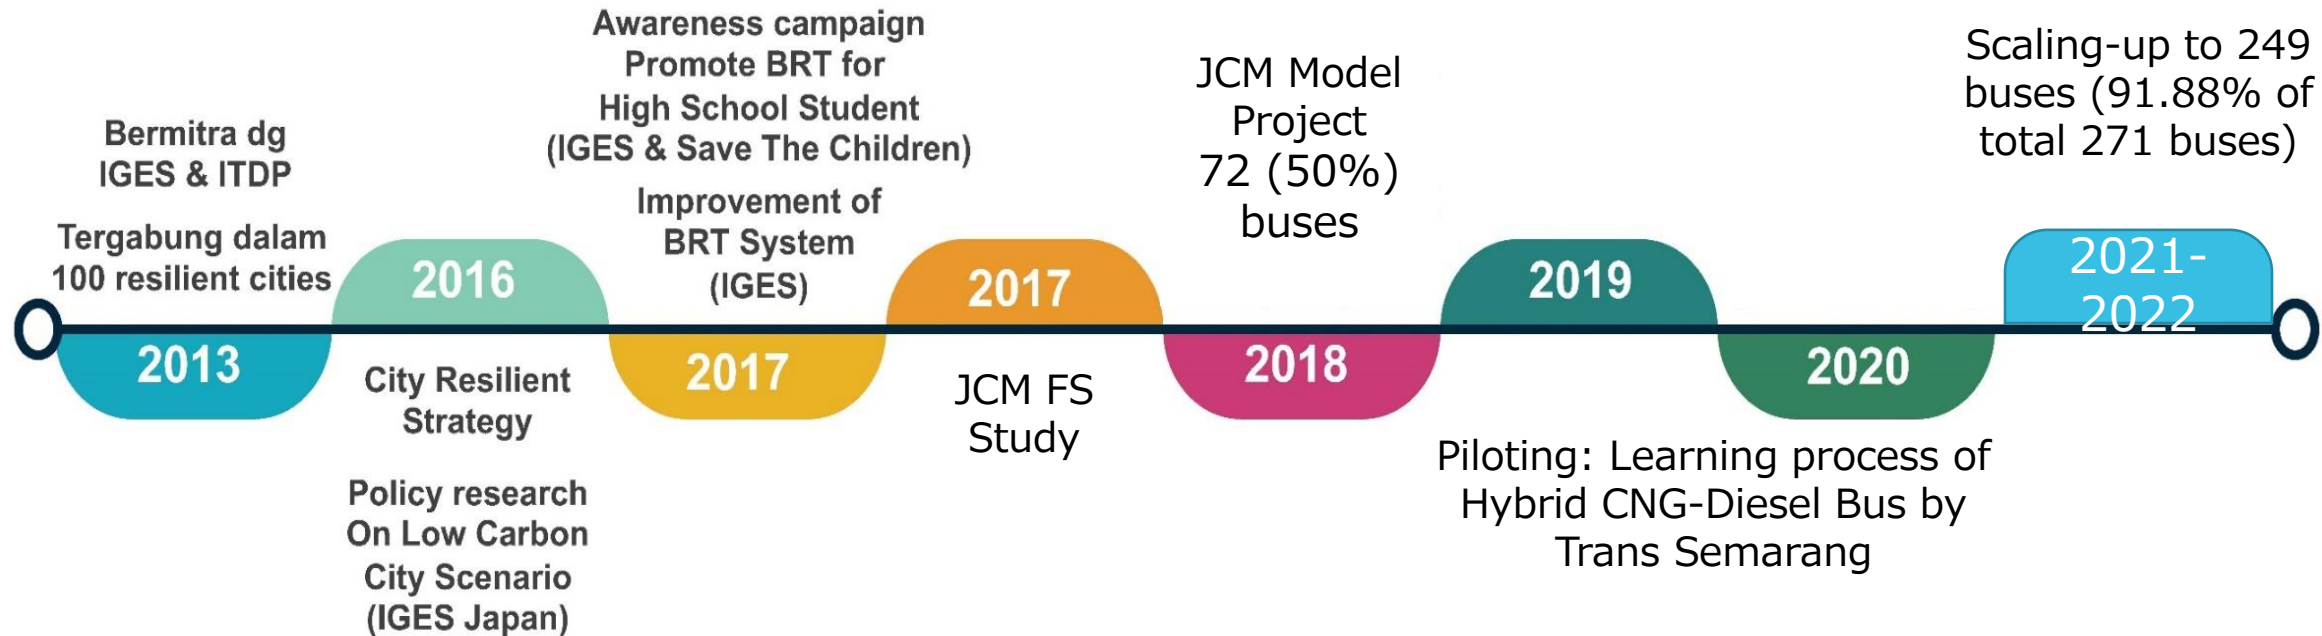 Bermitra dg
IGES & ITDP
Tergabung dalam
100 resilient cities
2013
2016
City Resilient
Strategy
Policy research
On Low Carbon
City Scenario
(IGES Japan)
Awareness campaign
Promote BRT for
High School Student
(IGES & Save The Children)
Improvement of
BRT System
(IGES)
2017
2017
JCM FS
Study
JCM Model
Project
72 (50%)
buses
2018
2019
2020
Piloting: Learning process of
Hybrid CNG-Diesel Bus by
Trans Semarang
Scaling-up to 249
buses (91.88% of
total 271 buses)
2021-
2022